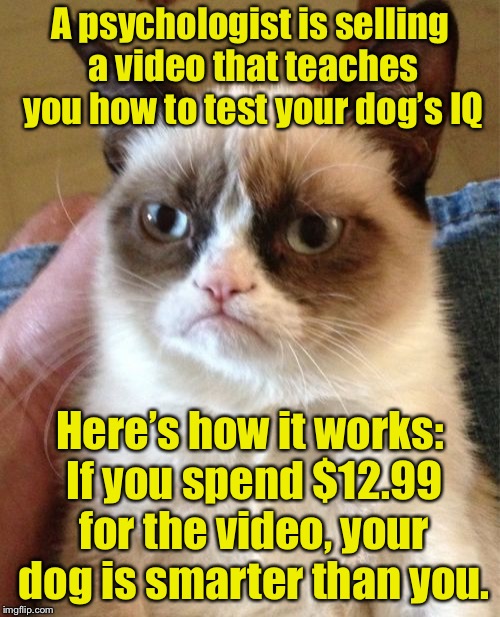 A psychologist is selling
a video that teaches
you how to test your dog’s IQ
Here’s how it works:
If you spend $12.99
for the video, your
dog is smarter than you.
imgflip.com